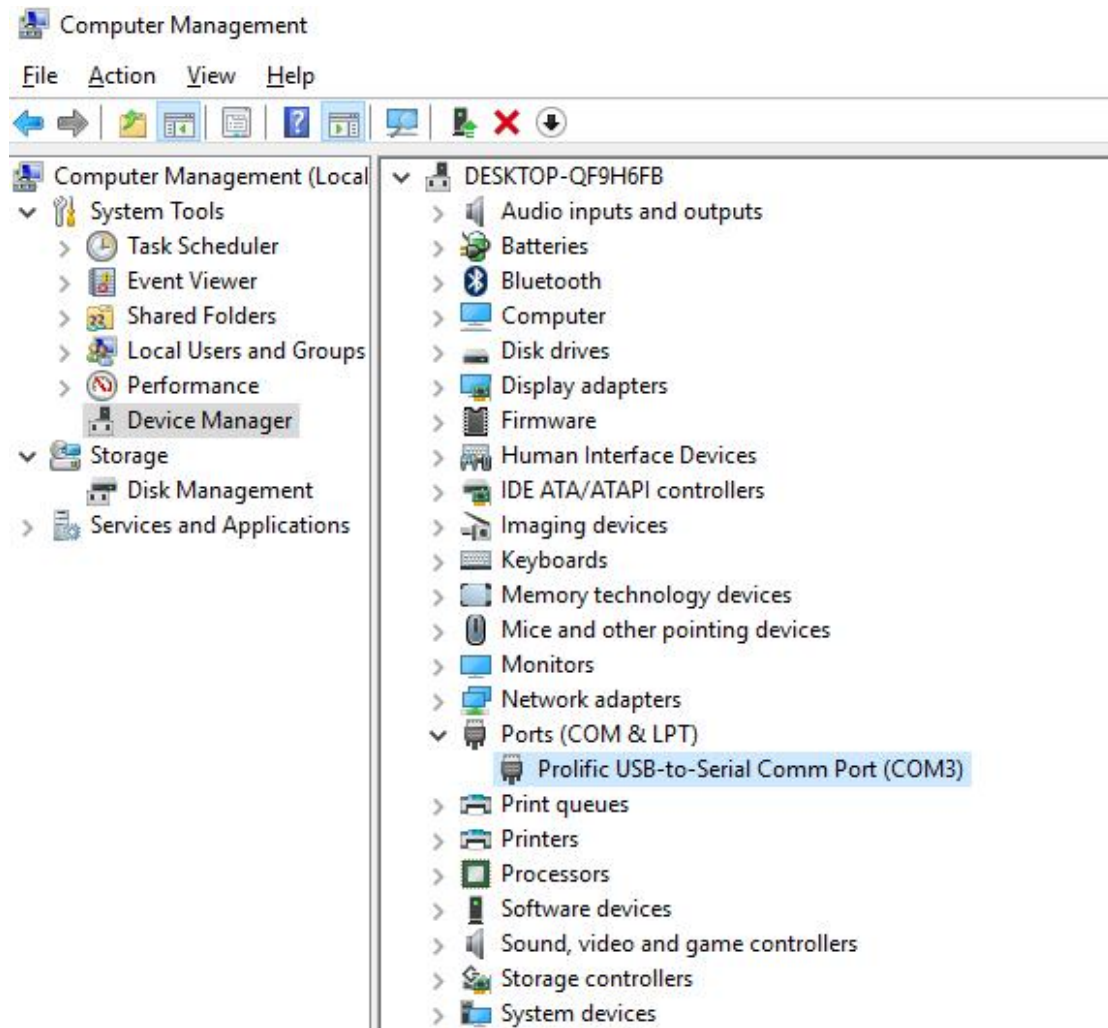 Computer Management
File Action View Help
Computer Management (Local
System Tools
Task Scheduler
Event Viewer
Shared Folders
Local Users and Groups
Performance
Device Manager
Storage
Disk Management
Services and Applications
DESKTOP-QF9H6FB
Audio inputs and outputs
Batteries
Bluetooth
Computer
Disk drives
Display adapters
Firmware
Human Interface Devices
IDE ATA/ATAPI controllers
Imaging devices
Keyboards
Memory technology devices
Mice and other pointing devices
Monitors
Network adapters
Ports (COM & LPT)
Prolific USB-to-Serial Comm Port (COM3)
Print queues
Printers
Processors
Software devices
Sound, video and game controllers
Storage controllers
System devices